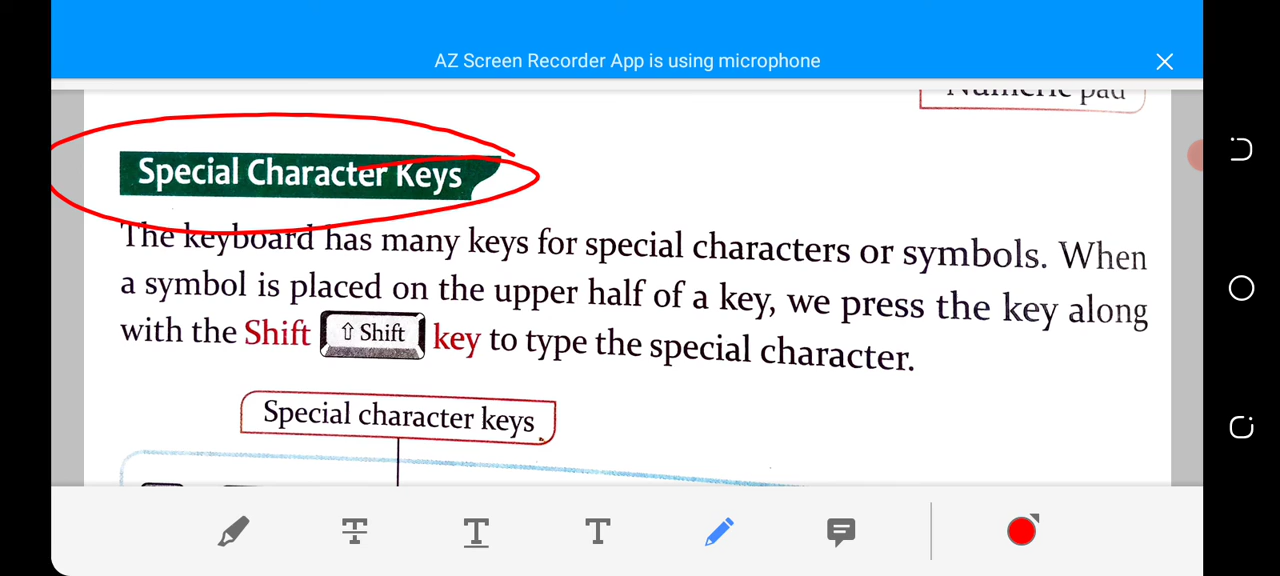 AZ Screen Recorder App is using microphone
Numeric pad
Special Character Keys
The keyboard has many keys for special characters or symbols. When
a symbol is placed on the upper half of a key, we press the key along
with the Shift ⇧ Shift key to type the special character.
Special character keys
T
T
T